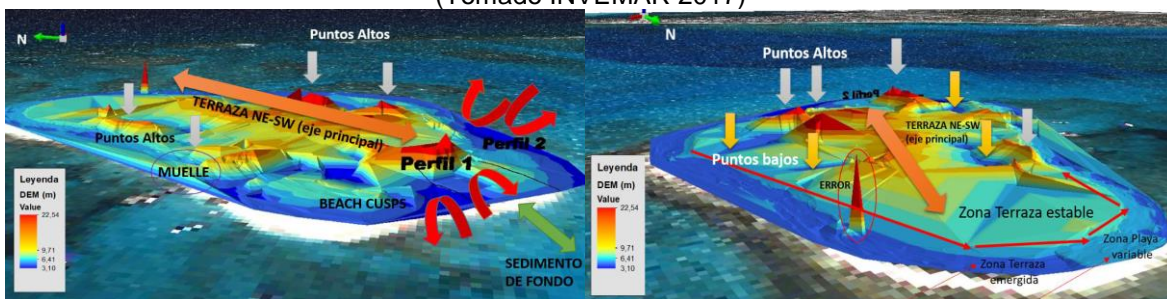 (Tomado INVEMAR 2017)
N
Puntos Altos
TERRAZA NE-SW (eje principal)
Puntos Altos
MUELLE
Perfil 1
Perfil 2
BEACH CUSPS
SEDIMENTO
DE FONDO
Leyenda
DEM (m)
Value
22,54
9,71
6,41
3,10
N
Puntos Altos
Perfil 2
TERRAZA NE-SW
(eje principal)
Puntos bajos
ERROR
Zona Terraza estable
Zona Playa
variable
Zona Terraza
emergida
Leyenda
DEM (m)
Value
22,54
9,71
6,41
3,10